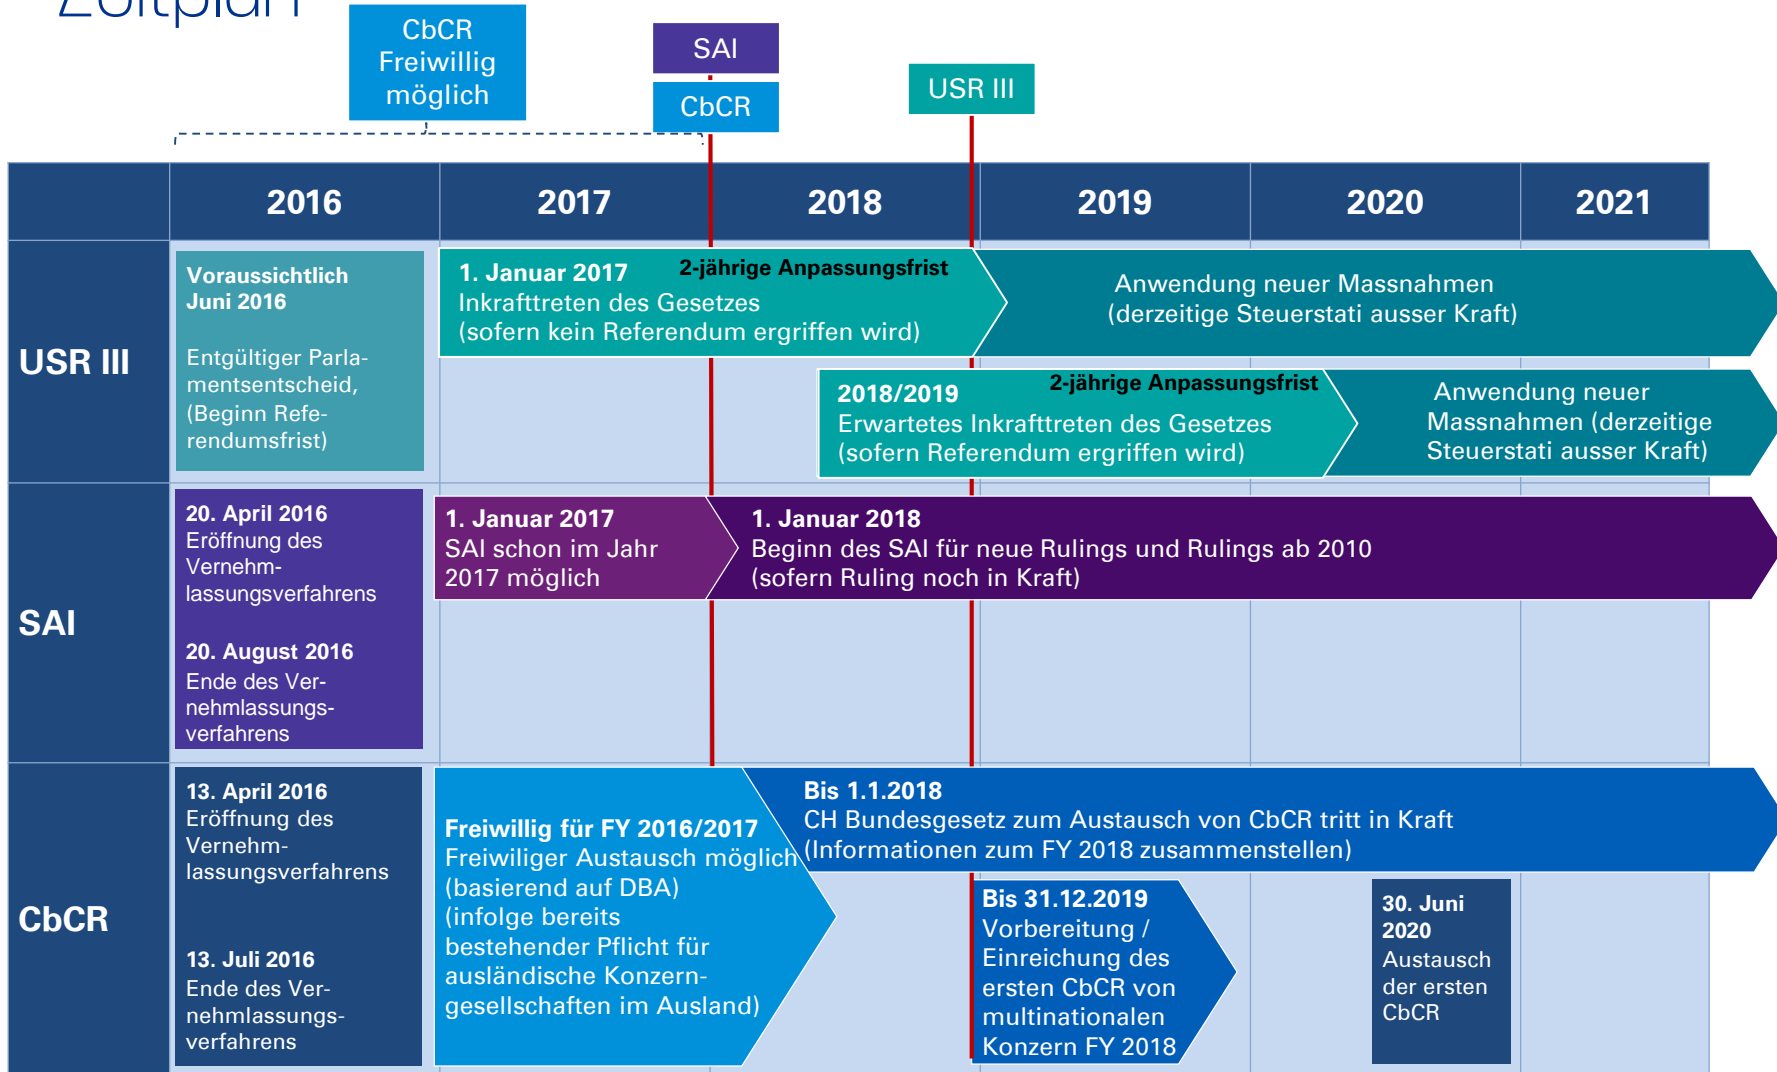 Zeitplan
CbCR
Freiwillig
möglich
SAI
CbCR
USR III
2016
2017
2018
2019
2020
2021
USR III
Voraussichtlich
Juni 2016
Entgültiger Parla-
mentsentscheid,
(Beginn Refe-
rendumsfrist)
1. Januar 2017
2-jährige Anpassungsfrist
Inkrafttreten des Gesetzes
(sofern kein Referendum ergriffen wird)
Anwendung neuer Massnahmen
(derzeitige Steuerstati ausser Kraft)
2018/2019
2-jährige Anpassungsfrist
Erwartetes Inkrafttreten des Gesetzes
(sofern Referendum ergriffen wird)
Anwendung neuer
Massnahmen (derzeitige
Steuerstati ausser Kraft)
SAI
20. April 2016
Eröffnung des
Vernehm-
lassungsverfahrens
20. August 2016
Ende des Ver-
nehmlassungs-
verfahrens
1. Januar 2017
SAI schon im Jahr
2017 möglich
1. Januar 2018
Beginn des SAI für neue Rulings und Rulings ab 2010
(sofern Ruling noch in Kraft)
CbCR
13. April 2016
Eröffnung des
Vernehm-
lassungsverfahrens
13. Juli 2016
Ende des Ver-
nehmlassungs-
verfahrens
Freiwillig für FY 2016/2017
Freiwiliger Austausch möglich
(basierend auf DBA)
(infolge bereits
bestehender Pflicht für
ausländische Konzern-
gesellschaften im Ausland)
Bis 1.1.2018
CH Bundesgesetz zum Austausch von CbCR tritt in Kraft
(Informationen zum FY 2018 zusammenstellen)
Bis 31.12.2019
Vorbereitung /
Einreichung des
ersten CbCR von
multinationalen
Konzern FY 2018
30. Juni
2020
Austausch
der ersten
CbCR